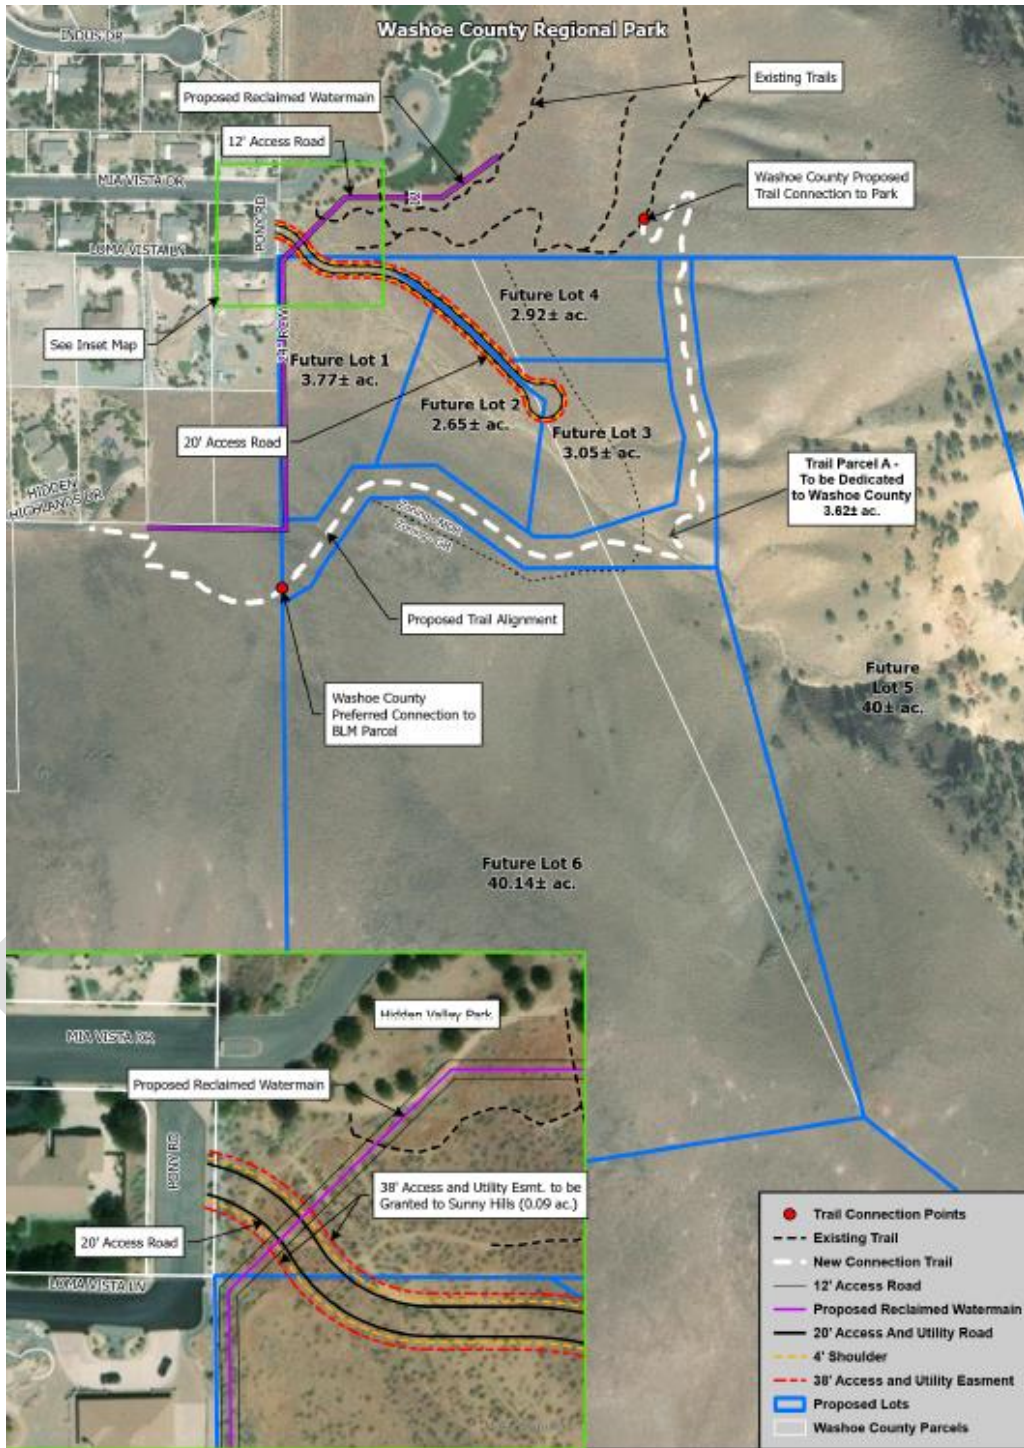 Washoe County Regional Park
INDUS DR
Existing Trails
Proposed Reclaimed Watermain
12' Access Road
MIA VISTA DR
Washoe County Proposed
Trail Connection to Park
PONY RD
LOMA VISTA LN
Future Lot 4
2.92± ac.
See Inset Map
Future Lot 1
3.77± ac.
Future Lot 2
2.65± ac.
20' Access Road
Future Lot 3
3.05± ac.
Trail Parcel A -
To be Dedicated
to Washoe County
3.62± ac.
HIDDEN
HIGHLANDS DR
Proposed Trail Alignment
Future
Lot 5
40± ac.
Washoe County
Preferred Connection to
BLM Parcel
Future Lot 6
40.14± ac.
Hidden Valley Park
MIA VISTA DR
Proposed Reclaimed Watermain
PONY RD
38' Access and Utility Esmt. to be
Granted to Sunny Hills (0.09 ac.)
20' Access Road
LOMA VISTA LN
Trail Connection Points
Existing Trail
New Connection Trail
12' Access Road
Proposed Reclaimed Watermain
20' Access And Utility Road
4' Shoulder
38' Access and Utility Easment
Proposed Lots
Washoe County Parcels